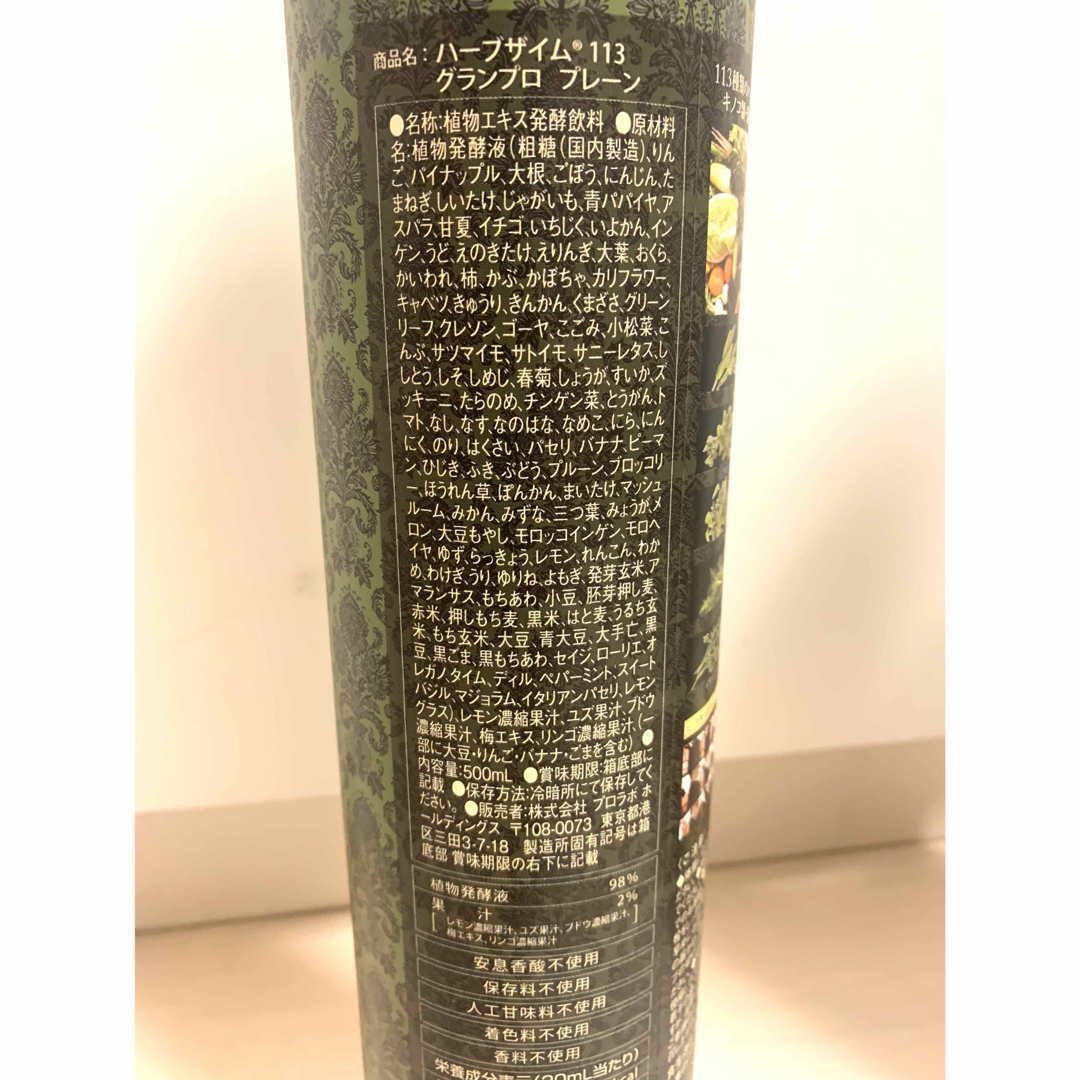 商品名：ハーブザイム®113
グランプロ プレーン
●名称:植物エキス発酵飲料 ●原材料
名:植物発酵液(粗糖(国内製造)、りん
ご、パイナップル、大根、ごぼう、にんじん、た
まねぎ、しいたけ、じゃがいも、青パパイヤ、ア
スパラ、甘夏、イチゴ、いちじく、いよかん、イン
ゲン、うど、えのきたけ、えりんぎ、大葉、おくら、
かいわれ、柿、かぶ、かぼちゃ、カリフラワー、
キャベツ、きゅうり、きんかん、くまざさ、グリーン
リーフ、クレソン、ゴーヤ、こごみ、小松菜、こ
んぶ、サツマイモ、サトイモ、サニーレタス、し
しとう、しそ、しめじ、春菊、しょうが、すいか、ズ
ッキーニ、たらのめ、チンゲン菜、とうがん、ト
マト、なし、なす、なのはな、なめこ、にら、にん
にく、のり、はくさい、パセリ、バナナ、ピーマ
ン、ひじき、ふき、ぶどう、プルーン、ブロッコリ
ー、ほうれん草、ぽんかん、まいたけ、マッシュ
ルーム、みかん、みずな、三つ葉、みょうが、メ
ロン、大豆もやし、モロッコインゲン、モロヘ
イヤ、ゆず、らっきょう、レモン、れんこん、わか
め、わけぎ、うり、ゆりね、よもぎ、発芽玄米、ア
マランサス、もちあわ、小豆、胚芽押し麦、
赤米、押しもち麦、黒米、はと麦、うるち玄
米、もち玄米、大豆、青大豆、大手亡、黒
豆、黒ごま、黒もちあわ、セイジ、ローリエ、オ
レガノ、タイム、ディル、ペパーミント、スイート
バジル、マジョラム、イタリアンパセリ、レモン
グラス)、レモン濃縮果汁、ユズ果汁、ブドウ
濃縮果汁、梅エキス、リンゴ濃縮果汁、(一
部に大豆・りんご・バナナ・ごまを含む) ●
内容量:500mL ●賞味期限:箱底部に
記載 ●保存方法:冷暗所にて保存してく
ださい。 ●販売者:株式会社 プロラボ ホ
ールディングス 〒108-0073 東京都港
区三田3-7-18 製造所固有記号は箱
底部 賞味期限の右下に記載
植物発酵液 98%
果汁 2%
[レモン濃縮果汁、ユズ果汁、ブドウ濃縮果汁、
梅エキス、リンゴ濃縮果汁]
安息香酸不使用
保存料不使用
人工甘味料不使用
着色料不使用
香料不使用
栄養成分表示(20mL当たり)
kcal
113種類の
キノコ